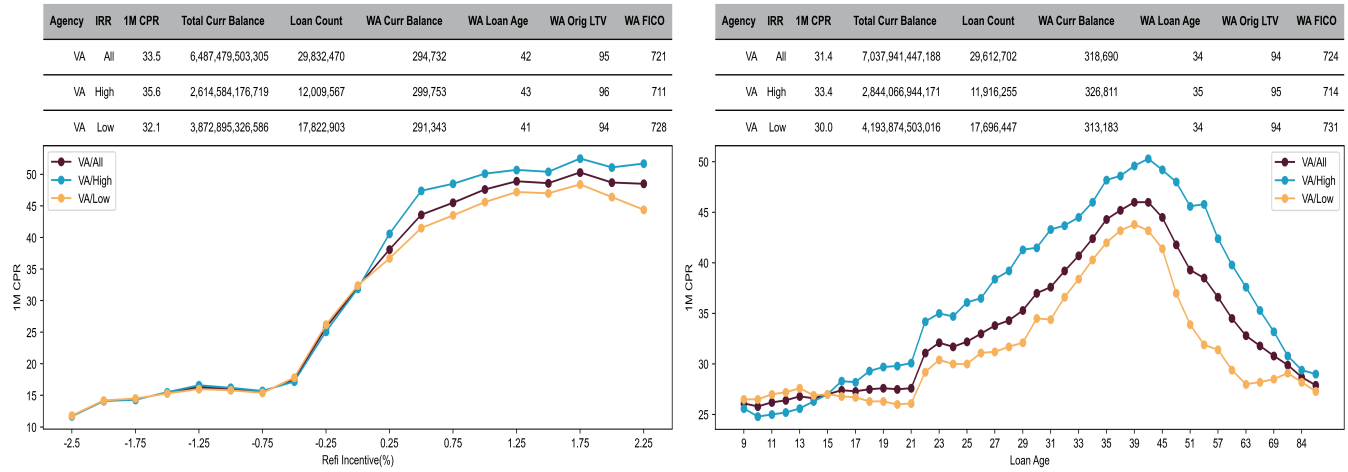 Agency IRR 1M CPR Total Curr Balance Loan Count WA Curr Balance WA Loan Age WA Orig LTV WA FICO
VA All 33.5 6,487,479,503,305 29,832,470 294,732 42 95 721
VA High 35.6 2,614,584,176,719 12,009,567 299,753 43 96 711
VA Low 32.1 3,872,895,326,586 17,822,903 291,343 41 94 728
VA/All
VA/High
VA/Low
50
45
40
35
30
25
20
15
10
1M CPR
-2.5 -1.75 -1.25 -0.75 -0.25 0.25 0.75 1.25 1.75 2.25
Refi Incentive(%)
Agency IRR 1M CPR Total Curr Balance Loan Count WA Curr Balance WA Loan Age WA Orig LTV WA FICO
VA All 31.4 7,037,941,447,188 29,612,702 318,690 34 94 724
VA High 33.4 2,844,066,944,171 11,916,255 326,811 35 95 714
VA Low 30.0 4,193,874,503,016 17,696,447 313,183 34 94 731
VA/All
VA/High
VA/Low
50
45
40
35
30
25
1M CPR
9 11 13 15 17 19 21 23 25 27 29 31 33 35 39 45 51 57 63 69 84
Loan Age